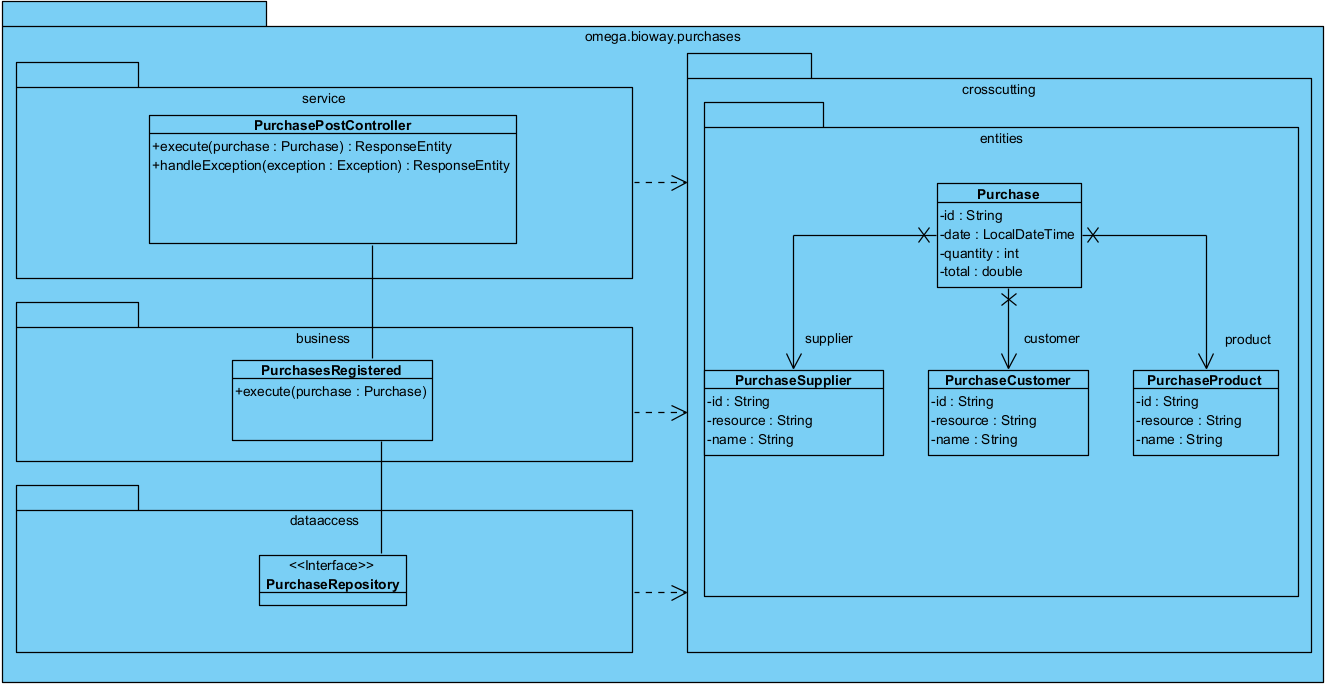 omega.bioway.purchases
service
PurchasePostController
+execute(purchase : Purchase) : ResponseEntity
+handleException(exception : Exception) : ResponseEntity
business
PurchasesRegistered
+execute(purchase : Purchase)
dataaccess
<<Interface>>
PurchaseRepository
crosscutting
entities
Purchase
-id : String
-date : LocalDateTime
-quantity : int
-total : double
supplier
customer
product
PurchaseSupplier
-id : String
-resource : String
-name : String
PurchaseCustomer
-id : String
-resource : String
-name : String
PurchaseProduct
-id : String
-resource : String
-name : String